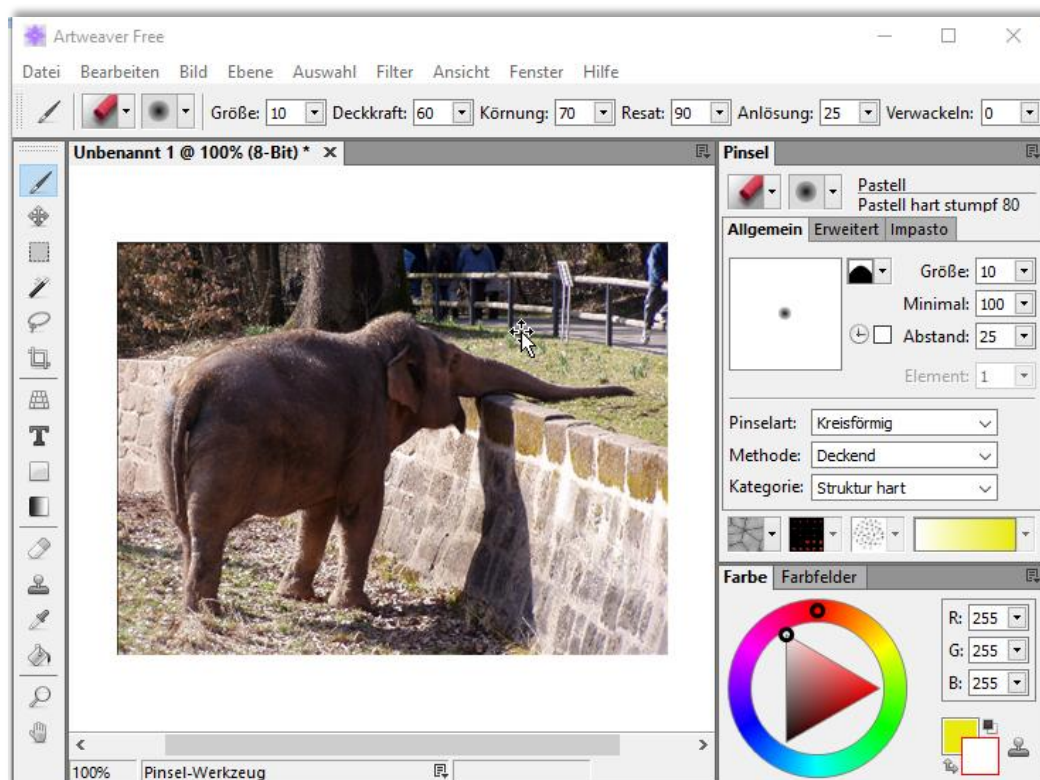 Artweaver Free
Datei Bearbeiten Bild Ebene Auswahl Filter Ansicht Fenster Hilfe
Größe: 10 Deckkraft: 60 Körnung: 70 Resat: 90 Anlösung: 25 Verwackeln: 0
Unbenannt 1 @ 100% (8-Bit) *
Pinsel
Pastell
Pastell hart stumpf 80
Allgemein Erweitert Impasto
Größe: 10
Minimal: 100
Abstand: 25
Element: 1
Pinselart: Kreisförmig
Methode: Deckend
Kategorie: Struktur hart
Farbe Farbfelder
R: 255
G: 255
B: 255
100% Pinsel-Werkzeug